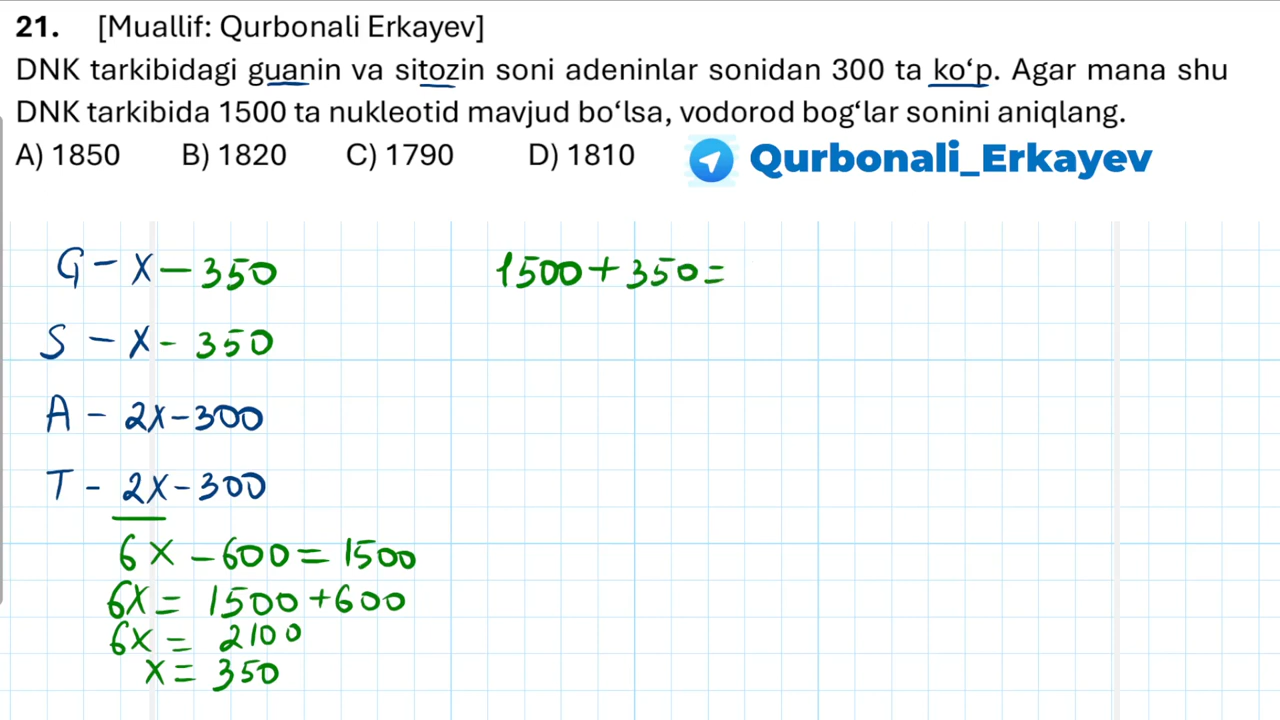 21. [Muallif: Qurbonali Erkayev]
DNK tarkibidagi guanin va sitozin soni adeninlar sonidan 300 ta ko‘p. Agar mana shu
DNK tarkibida 1500 ta nukleotid mavjud bo‘lsa, vodorod bog‘lar sonini aniqlang.
A) 1850 B) 1820 C) 1790 D) 1810 Qurbonali_Erkayev
G - x - 350
S - x - 350
A - 2x - 300
T - 2x - 300
6x - 600 = 1500
6x = 1500 + 600
6x = 2100
x = 350
1500 + 350 =